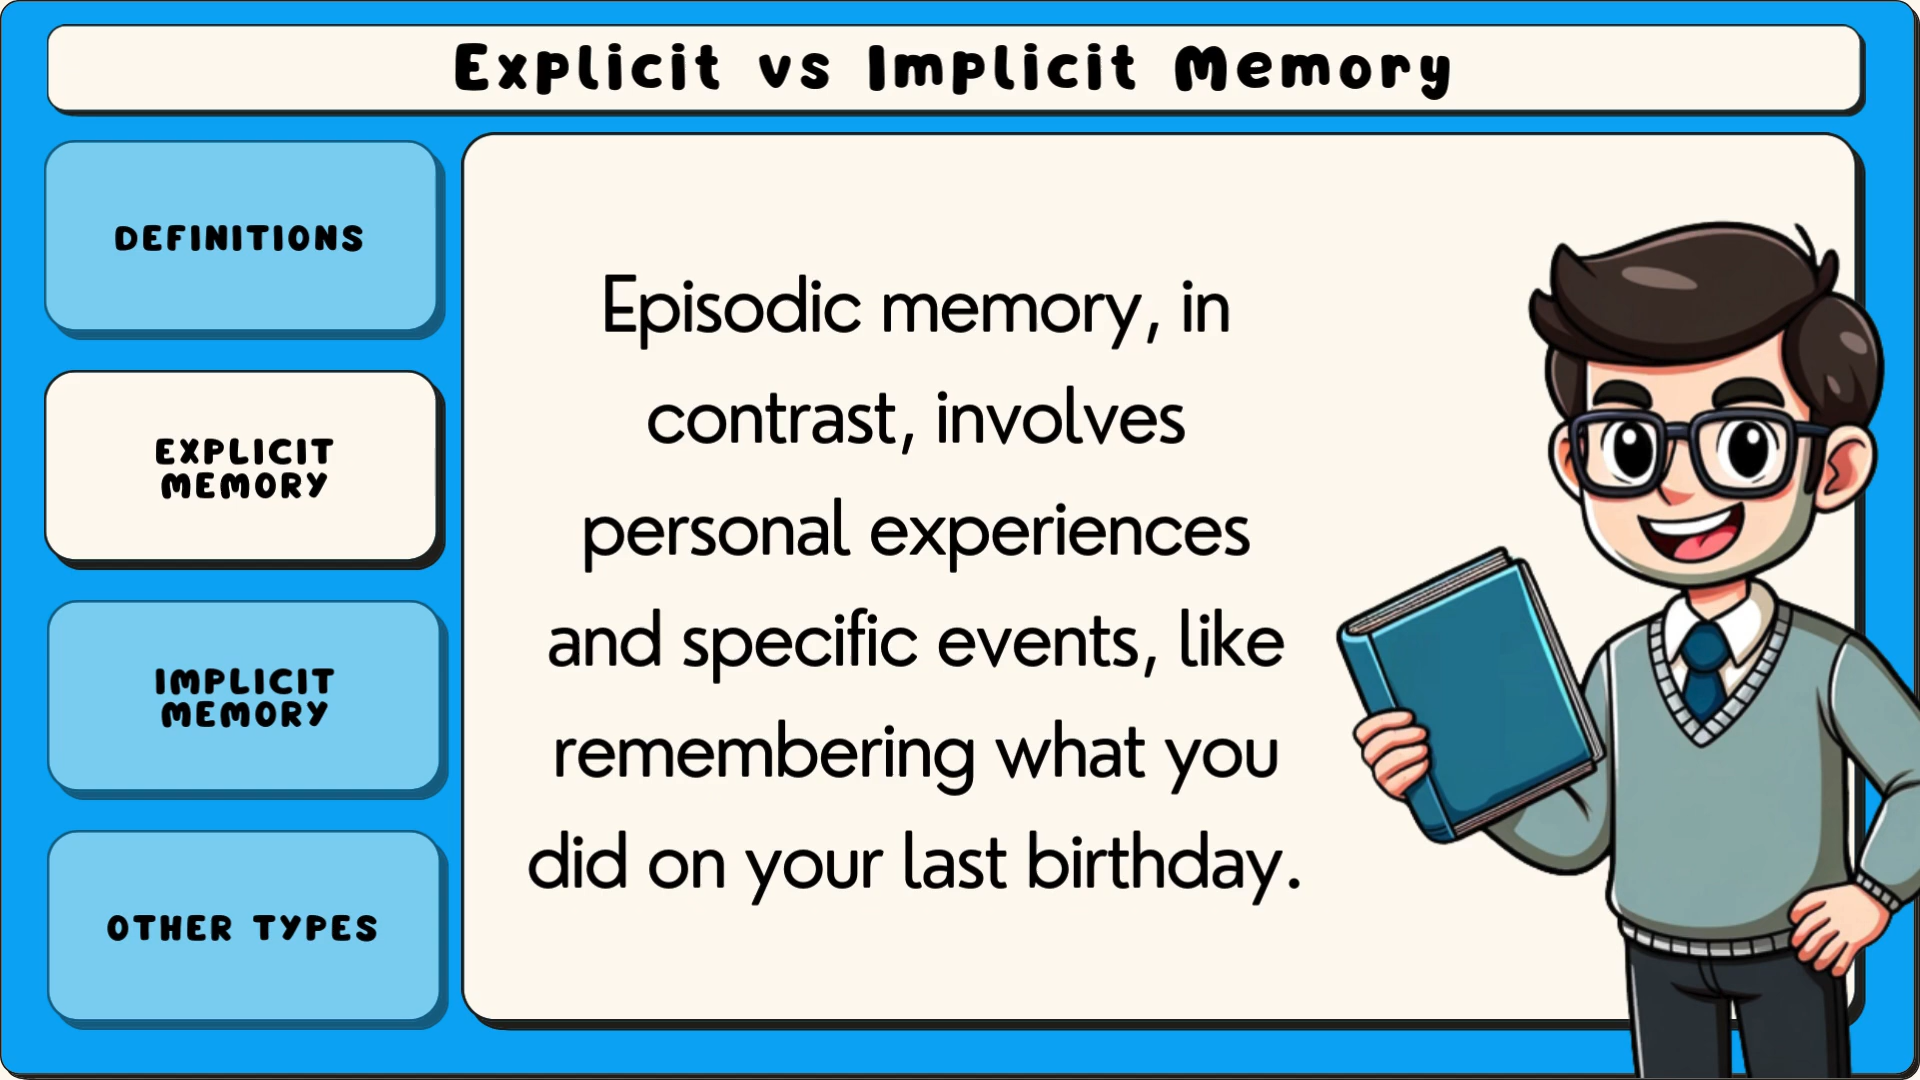 Explicit vs Implicit Memory
DEFINITIONS
EXPLICIT
MEMORY
IMPLICIT
MEMORY
OTHER TYPES
Episodic memory, in
contrast, involves
personal experiences
and specific events, like
remembering what you
did on your last birthday.